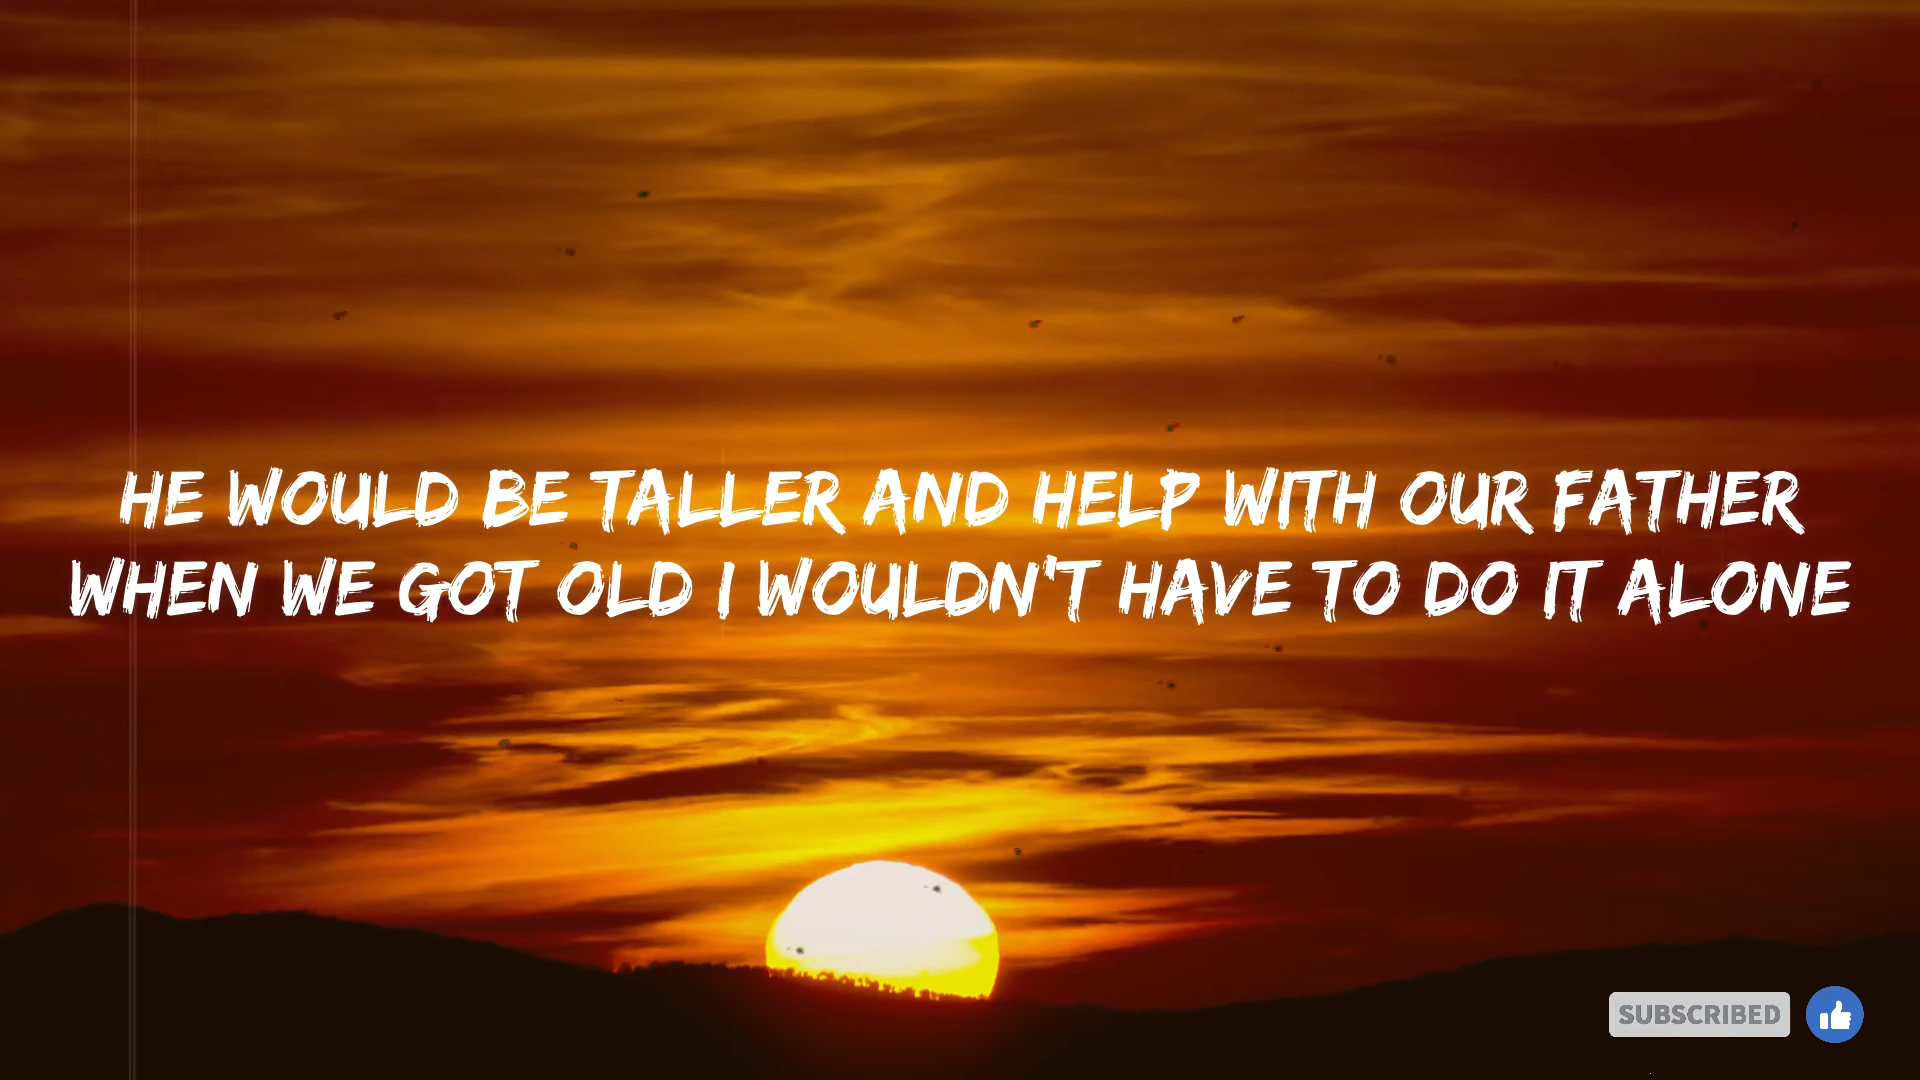 HE WOULD BE TALLER AND HELP WITH OUR FATHER
WHEN WE GOT OLD I WOULDN'T HAVE TO DO IT ALONE
SUBSCRIBED